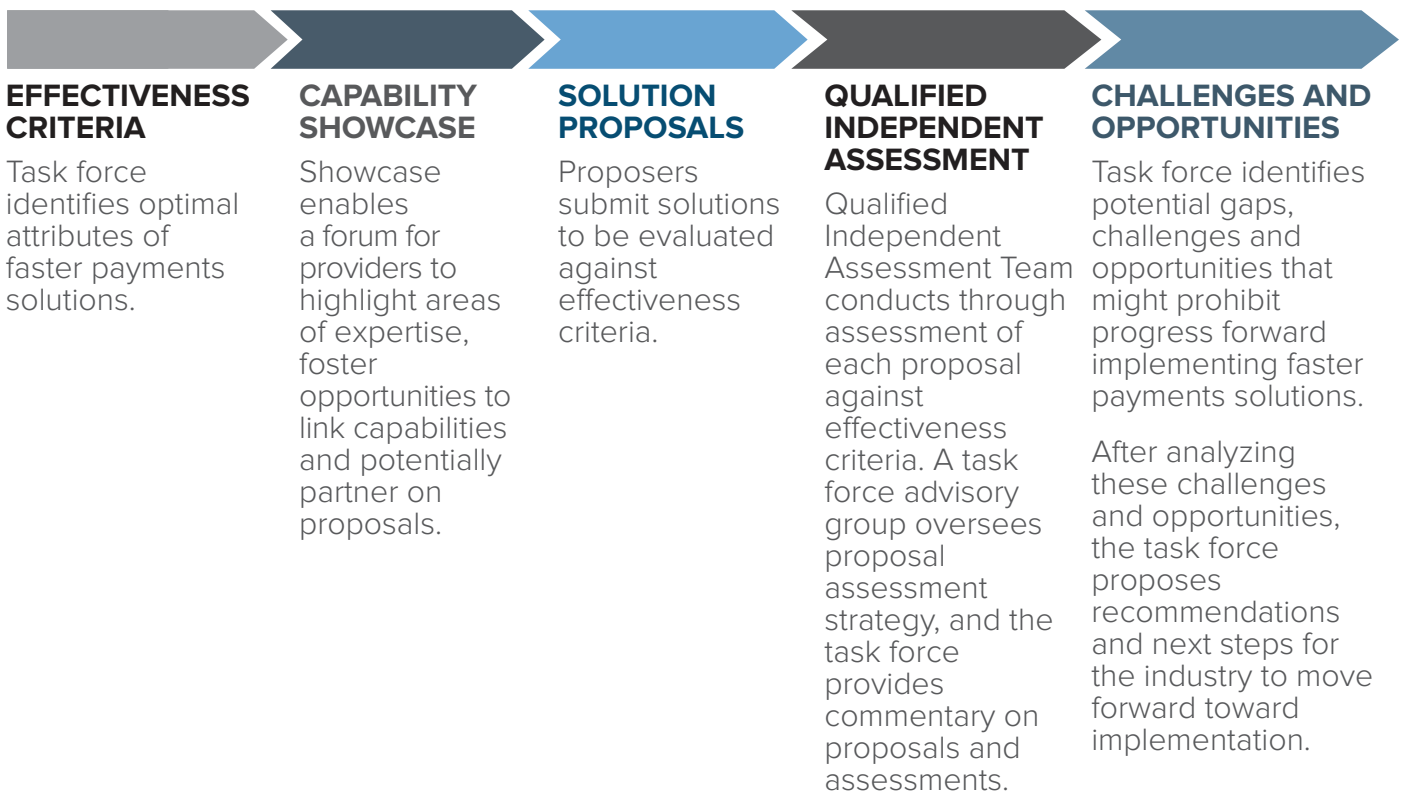 EFFECTIVENESS
CRITERIA
Task force
identifies optimal
attributes of
faster payments
solutions.
CAPABILITY
SHOWCASE
Showcase
enables
a forum for
providers to
highlight areas
of expertise,
foster
opportunities to
link capabilities
and potentially
partner on
proposals.
SOLUTION
PROPOSALS
Proposers
submit solutions
to be evaluated
against
effectiveness
criteria.
QUALIFIED
INDEPENDENT
ASSESSMENT
Qualified
Independent
Assessment Team
conducts through
assessment of
each proposal
against
effectiveness
criteria. A task
force advisory
group oversees
proposal
assessment
strategy, and the
task force
provides
commentary on
proposals and
assessments.
CHALLENGES AND
OPPORTUNITIES
Task force identifies
potential gaps,
challenges and
opportunities that
might prohibit
progress forward
implementing faster
payments solutions.
After analyzing
these challenges
and opportunities,
the task force
proposes
recommendations
and next steps for
the industry to move
forward toward
implementation.